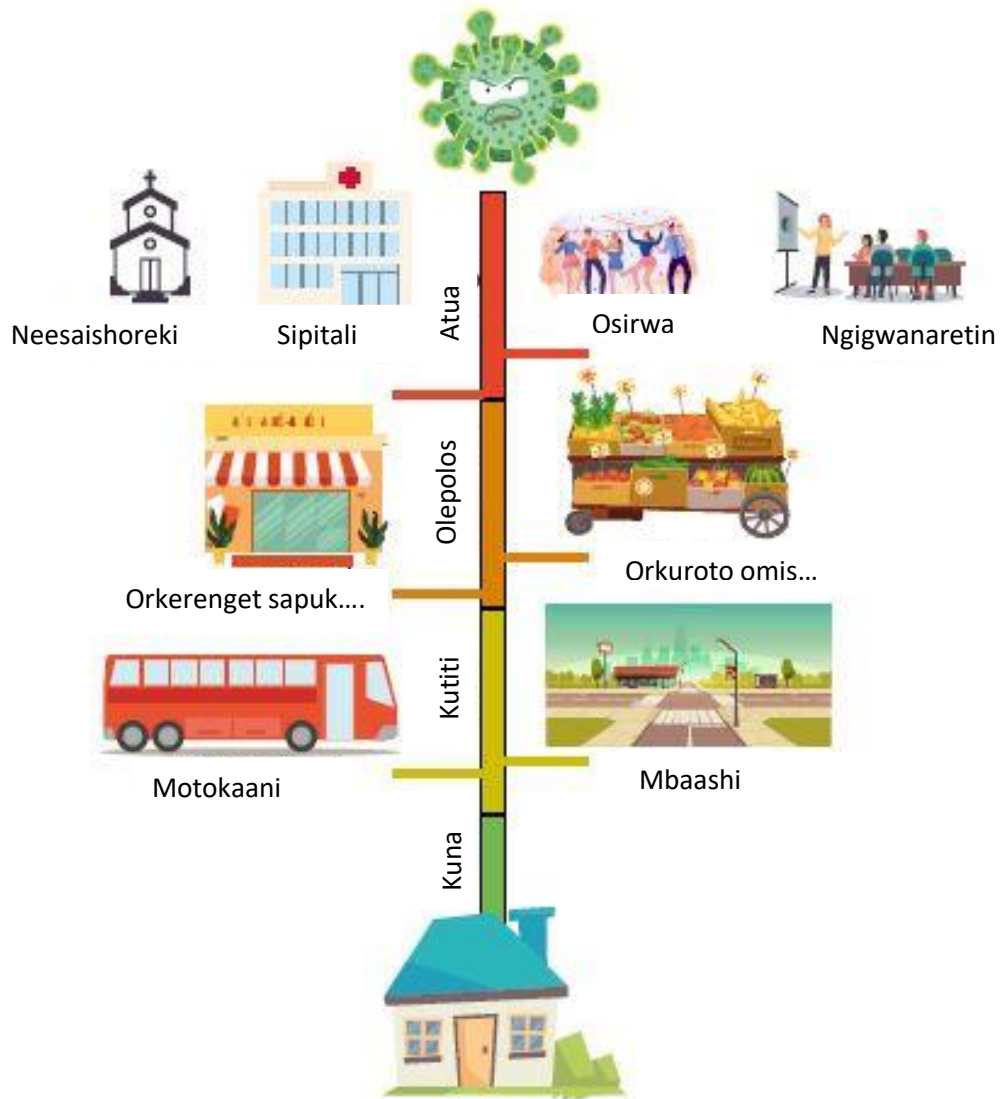 Neesaishoreki
Sipitali
Atua
Osirwa
Ngigwanaretin
Orkerenget sapuk….
Olepolos
Orkuroto omis…
Motokaani
Kutiti
Mbaashi
Kuna